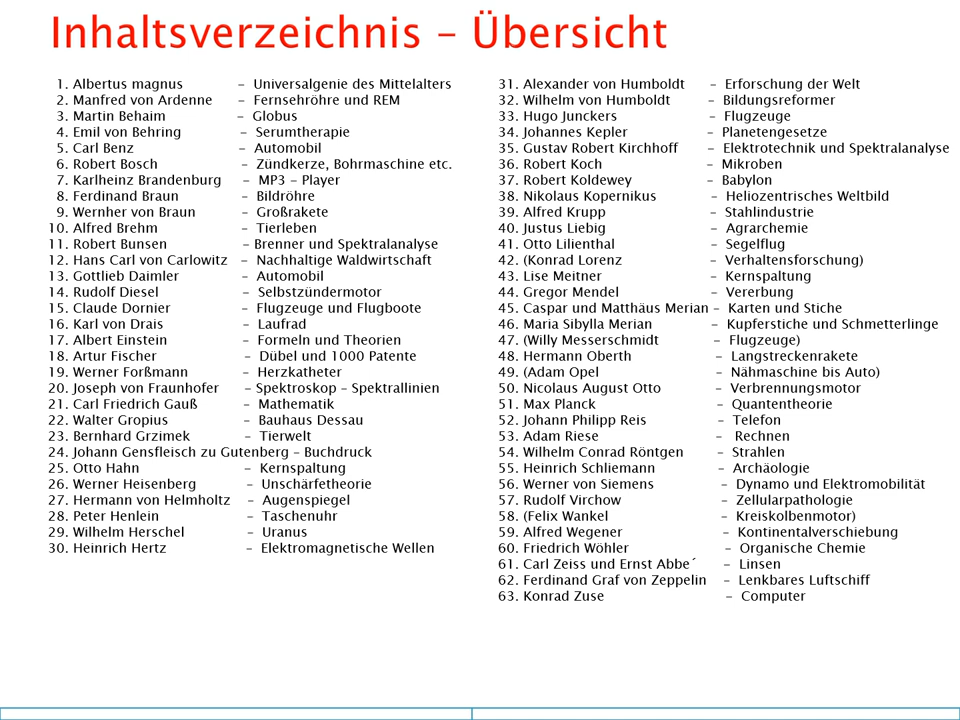 Inhaltsverzeichnis – Übersicht
1. Albertus magnus – Universalgenie des Mittelalters
2. Manfred von Ardenne – Fernsehröhre und REM
3. Martin Behaim – Globus
4. Emil von Behring – Serumtherapie
5. Carl Benz – Automobil
6. Robert Bosch – Zündkerze, Bohrmaschine etc.
7. Karlheinz Brandenburg – MP3 – Player
8. Ferdinand Braun – Bildröhre
9. Wernher von Braun – Großrakete
10. Alfred Brehm – Tierleben
11. Robert Bunsen – Brenner und Spektralanalyse
12. Hans Carl von Carlowitz – Nachhaltige Waldwirtschaft
13. Gottlieb Daimler – Automobil
14. Rudolf Diesel – Selbstzündermotor
15. Claude Dornier – Flugzeuge und Flugboote
16. Karl von Drais – Laufrad
17. Albert Einstein – Formeln und Theorien
18. Artur Fischer – Dübel und 1000 Patente
19. Werner Forßmann – Herzkatheter
20. Joseph von Fraunhofer – Spektroskop – Spektrallinien
21. Carl Friedrich Gauß – Mathematik
22. Walter Gropius – Bauhaus Dessau
23. Bernhard Grzimek – Tierwelt
24. Johann Gensfleisch zu Gutenberg – Buchdruck
25. Otto Hahn – Kernspaltung
26. Werner Heisenberg – Unschärfetheorie
27. Hermann von Helmholtz – Augenspiegel
28. Peter Henlein – Taschenuhr
29. Wilhelm Herschel – Uranus
30. Heinrich Hertz – Elektromagnetische Wellen
31. Alexander von Humboldt – Erforschung der Welt
32. Wilhelm von Humboldt – Bildungsreformer
33. Hugo Junckers – Flugzeuge
34. Johannes Kepler – Planetengesetze
35. Gustav Robert Kirchhoff – Elektrotechnik und Spektralanalyse
36. Robert Koch – Mikroben
37. Robert Koldewey – Babylon
38. Nikolaus Kopernikus – Heliozentrisches Weltbild
39. Alfred Krupp – Stahlindustrie
40. Justus Liebig – Agrarchemie
41. Otto Lilienthal – Segelflug
42. (Konrad Lorenz – Verhaltensforschung)
43. Lise Meitner – Kernspaltung
44. Gregor Mendel – Vererbung
45. Caspar und Matthäus Merian – Karten und Stiche
46. Maria Sibylla Merian – Kupferstiche und Schmetterlinge
47. (Willy Messerschmidt – Flugzeuge)
48. Hermann Oberth – Langstreckenrakete
49. (Adam Opel – Nähmaschine bis Auto)
50. Nicolaus August Otto – Verbrennungsmotor
51. Max Planck – Quantentheorie
52. Johann Philipp Reis – Telefon
53. Adam Riese – Rechnen
54. Wilhelm Conrad Röntgen – Strahlen
55. Heinrich Schliemann – Archäologie
56. Werner von Siemens – Dynamo und Elektromobilität
57. Rudolf Virchow – Zellularpathologie
58. (Felix Wankel – Kreiskolbenmotor)
59. Alfred Wegener – Kontinentalverschiebung
60. Friedrich Wöhler – Organische Chemie
61. Carl Zeiss und Ernst Abbe´ – Linsen
62. Ferdinand Graf von Zeppelin – Lenkbares Luftschiff
63. Konrad Zuse – Computer